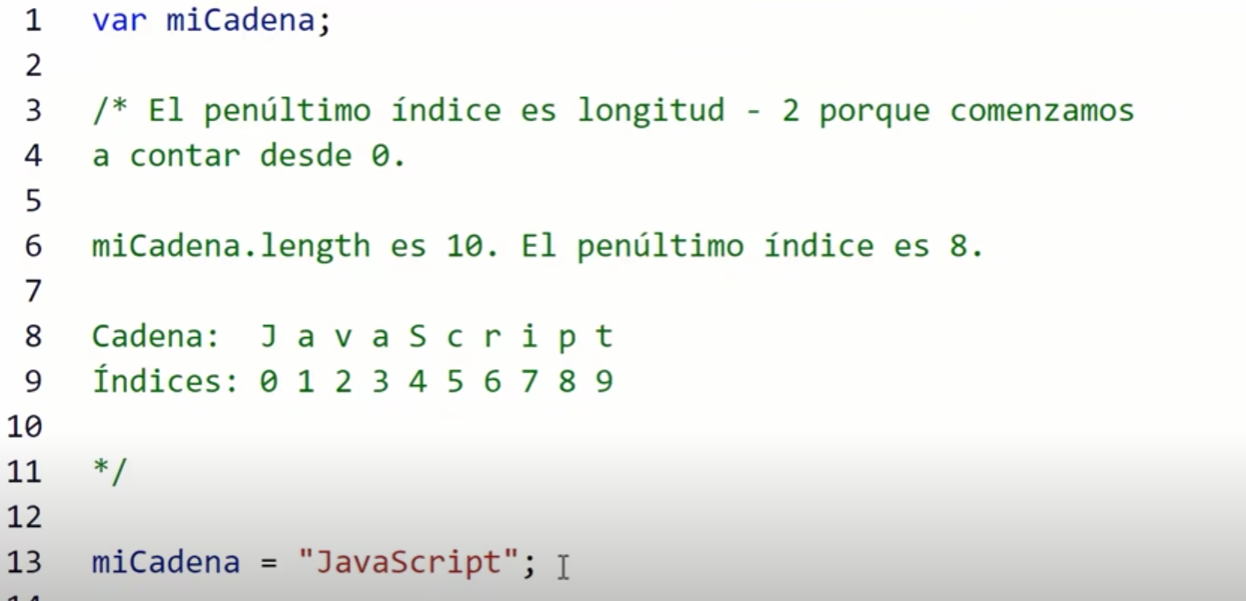 1 var miCadena;
2
3 /* El penúltimo índice es longitud - 2 porque comenzamos
4 a contar desde 0.
5
6 miCadena.length es 10. El penúltimo índice es 8.
7
8 Cadena: J a v a S c r i p t
9 Índices: 0 1 2 3 4 5 6 7 8 9
10
11 */
12
13 miCadena = "JavaScript";